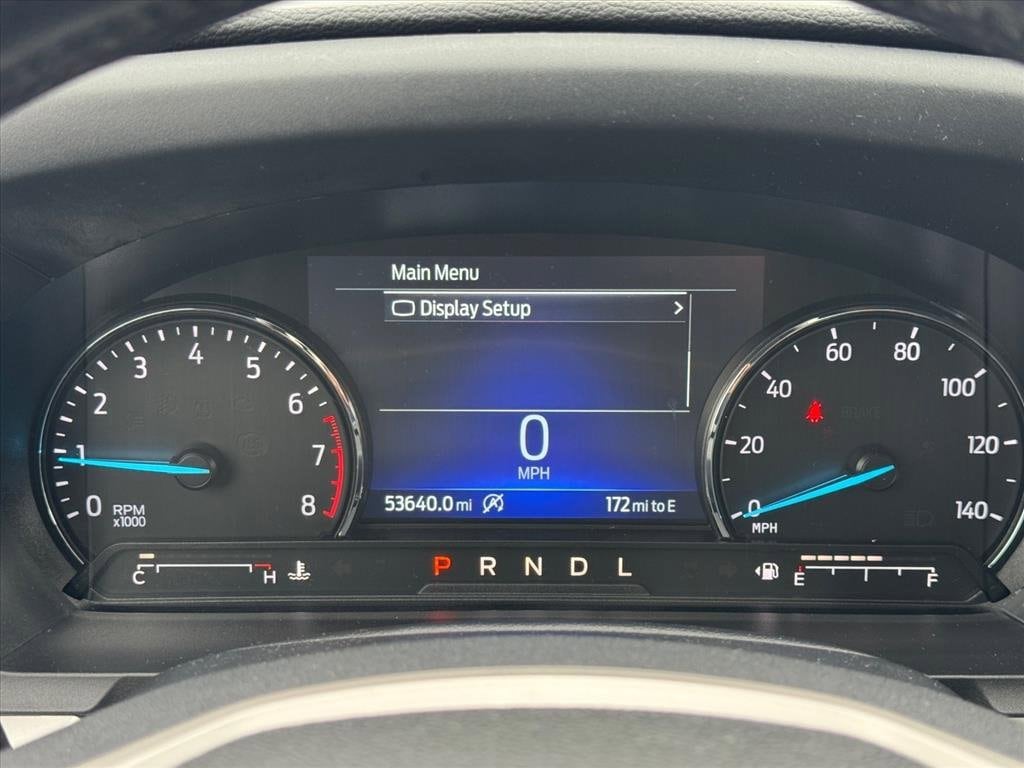 Main Menu
Display Setup
0
MPH
53640.0 mi
172 mi to E
0
1
2
3
4
5
6
7
8
RPM
x1000
0
20
40
60
80
100
120
140
MPH
BRAKE
C
H
P R N D L
E
F